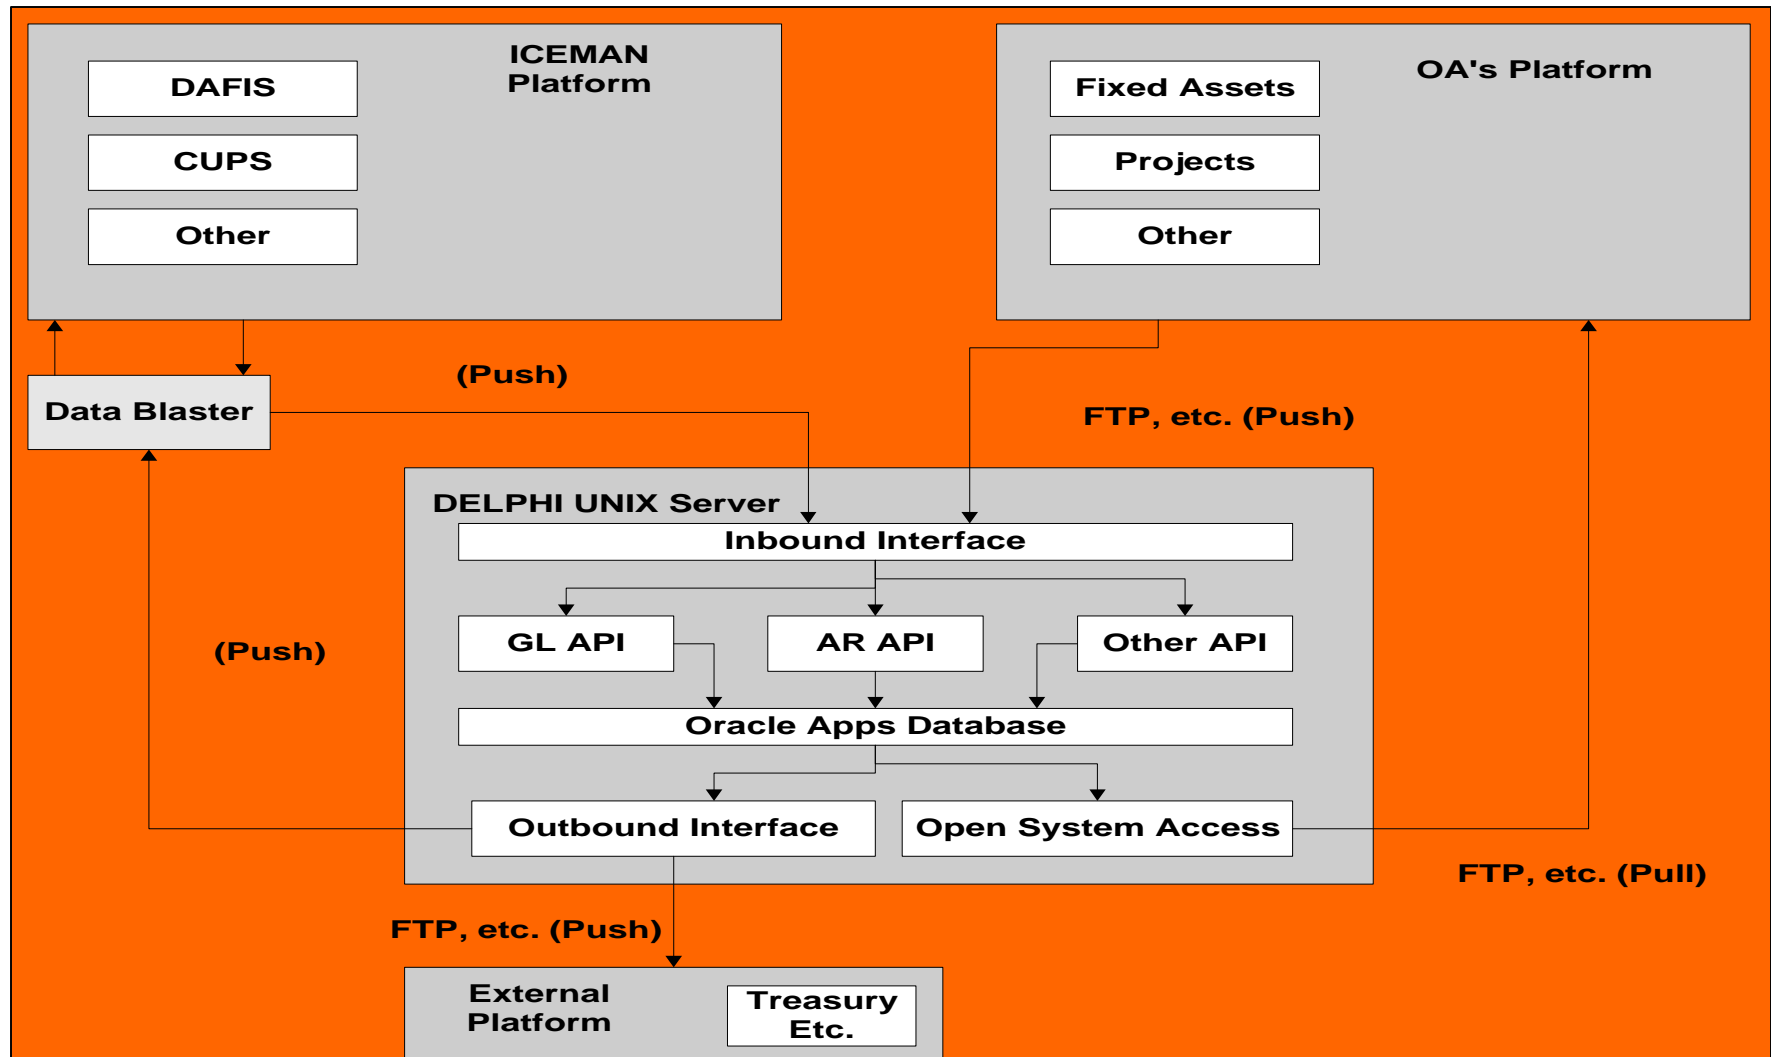 ICEMAN
Platform
DAFIS
CUPS
Other
OA's Platform
Fixed Assets
Projects
Other
(Push)
Data Blaster
FTP, etc. (Push)
DELPHI UNIX Server
Inbound Interface
GL API
AR API
Other API
(Push)
Oracle Apps Database
Outbound Interface
Open System Access
FTP, etc. (Pull)
FTP, etc. (Push)
External
Platform
Treasury
Etc.